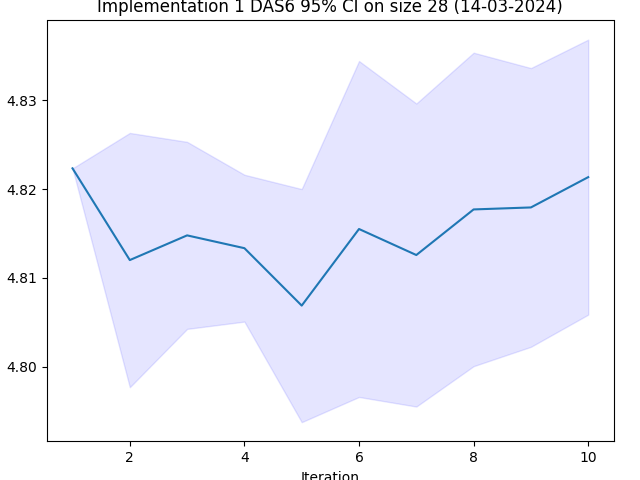 Implementation 1 DAS6 95% CI on size 28 (14-03-2024)
4.83
4.82
4.81
4.80
2 4 6 8 10
Iteration